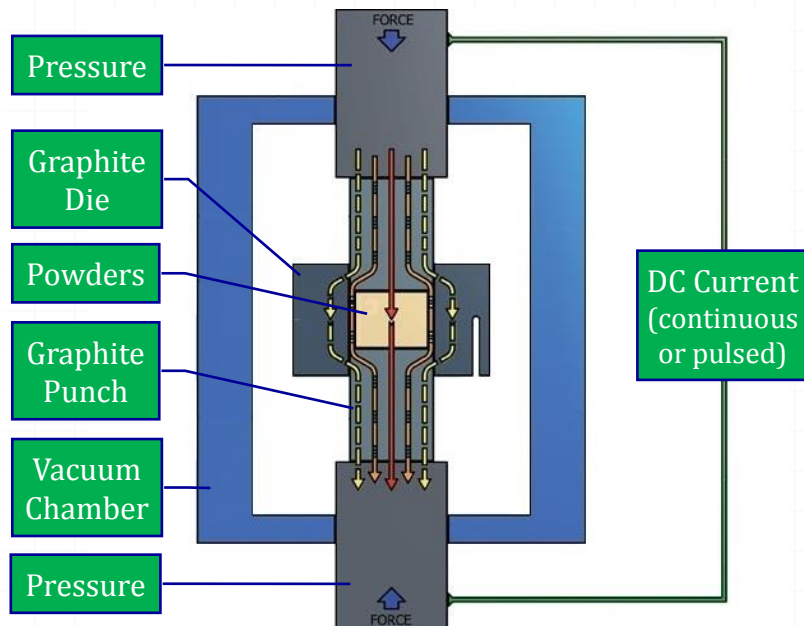 FORCE
Pressure
Graphite
Die
Powders
Graphite
Punch
Vacuum
Chamber
Pressure
DC Current
(continuous
or pulsed)
FORCE